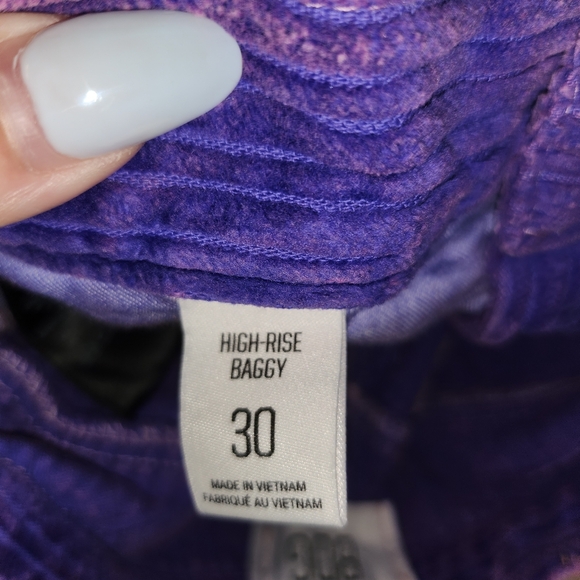 HIGH-RISE
BAGGY
30
MADE IN VIETNAM
FABRIQUÉ AU VIETNAM